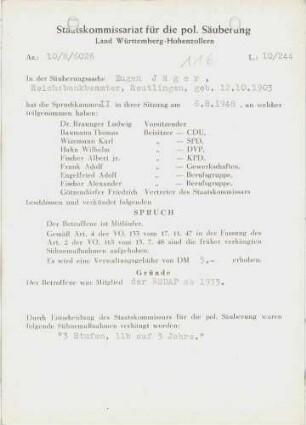 Staatskommissariat für die pol. Säuberung
Land Württemberg-Hohenzollern
Az.: 10/R/6026
116
L: 10/244
In der Säuberungssache Eugen Jäger,
Reichsbankbeamter, Reutlingen, geb. 12.10.1903
hat die Spruchkammer II in ihrer Sitzung am 6.8.1948, an welcher
teilgenommen haben:
Dr. Braunger Ludwig Vorsitzender
Baumann Thomas Beisitzer — CDU,
Wizemann Karl „ — SPD,
Hahn Wilhelm „ — DVP,
Fischer Albert jr. „ — KPD,
Frank Adolf „ — Gewerkschaften,
Engelfried Adolf „ — Berufsgruppe,
Fischer Alexander „ — Berufsgruppe,
Götzendörfer Friedrich Vertreter des Staatskommissars
beschlossen und verkündet folgenden
SPRUCH
Der Betroffene ist Mitläufer.
Gemäß Art. 4 der VO. 133 vom 17. 11. 47 in der Fassung des
Art. 2 der VO. 165 vom 13. 7. 48 sind die früher verhängten
Sühnemaßnahmen aufgehoben.
Es wird eine Verwaltungsgebühr von DM 5,- erhoben.
Gründe
Der Betroffene war Mitglied der NSDAP ab 1933.
Durch Entscheidung des Staatskommissars für die pol. Säuberung waren
folgende Sühnemaßnahmen verhängt worden:
"3 Stufen, 11b auf 3 Jahre."